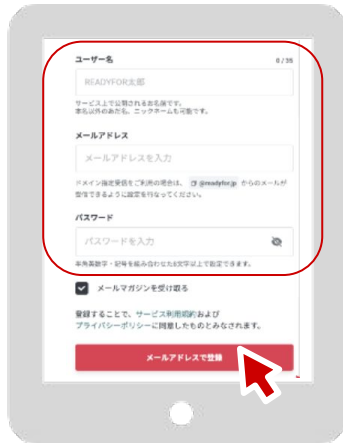 ユーザー名
0 / 35
READYFOR太郎
サービス上で公開されるお名前です。
本名以外のあだ名、ニックネームも可能です。
メールアドレス
メールアドレスを入力
ドメイン指定受信をご利用の場合は、 @readyfor.jp からのメールが
受信できるように設定を行なってください。
パスワード
パスワードを入力
半角英数字・記号を組み合わせた8文字以上で設定できます。
メールマガジンを受け取る
登録することで、サービス利用規約および
プライバシーポリシーに同意したものとみなされます。
メールアドレスで登録